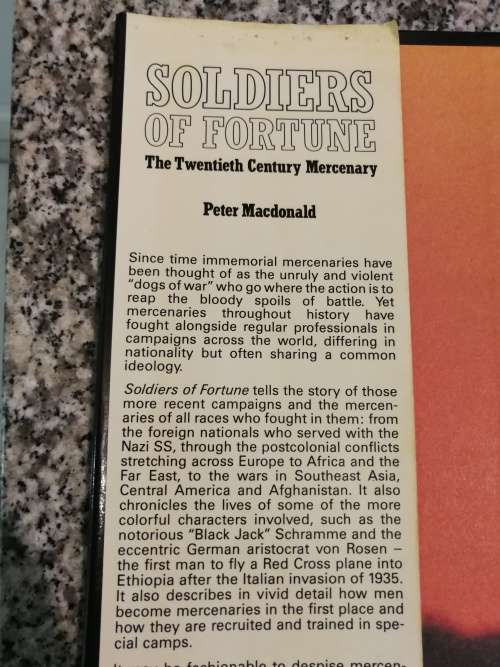 SOLDIERS
OF FORTUNE
The Twentieth Century Mercenary
Peter Macdonald
Since time immemorial mercenaries have
been thought of as the unruly and violent
“dogs of war” who go where the action is to
reap the bloody spoils of battle. Yet
mercenaries throughout history have
fought alongside regular professionals in
campaigns across the world, differing in
nationality but often sharing a common
ideology.
Soldiers of Fortune tells the story of those
more recent campaigns and the mercen-
aries of all races who fought in them: from
the foreign nationals who served with the
Nazi SS, through the postcolonial conflicts
stretching across Europe to Africa and the
Far East, to the wars in Southeast Asia,
Central America and Afghanistan. It also
chronicles the lives of some of the more
colorful characters involved, such as the
notorious “Black Jack” Schramme and the
eccentric German aristocrat von Rosen –
the first man to fly a Red Cross plane into
Ethiopia after the Italian invasion of 1935.
It also describes in vivid detail how men
become mercenaries in the first place and
how they are recruited and trained in spe-
cial camps.
It may be fashionable to despise mercen-